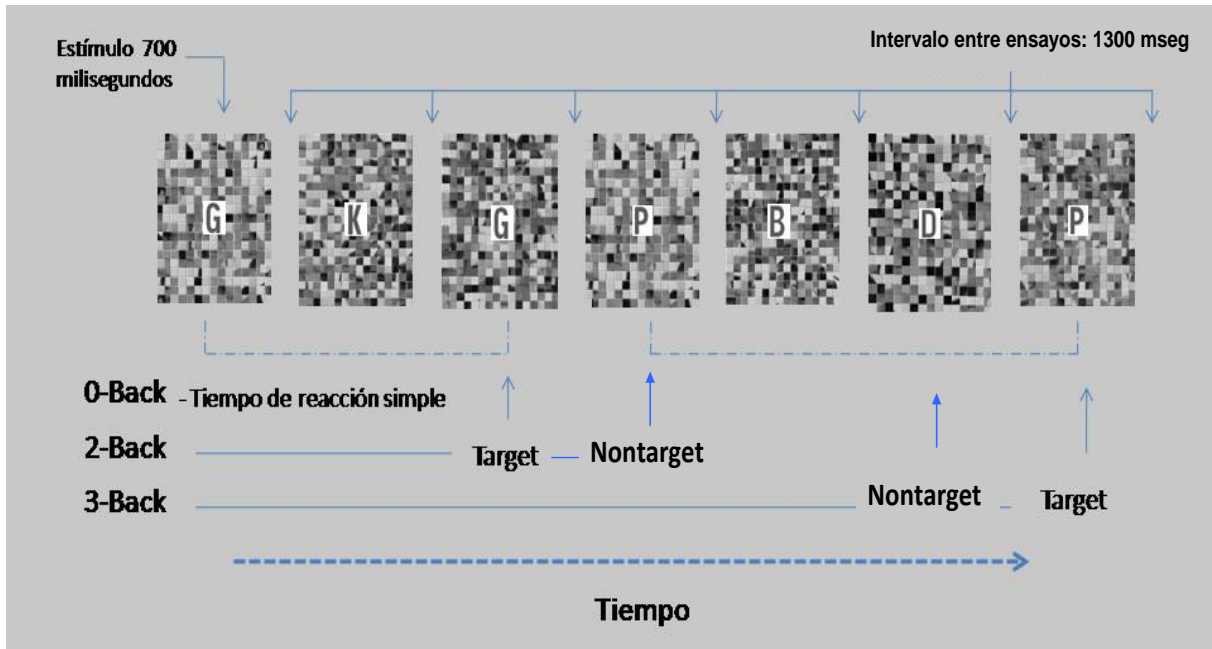 Estímulo 700
milisegundos
Intervalo entre ensayos: 1300 mseg
G K G P B D P
0-Back - Tiempo de reacción simple
2-Back Target Nontarget
3-Back Nontarget Target
Tiempo